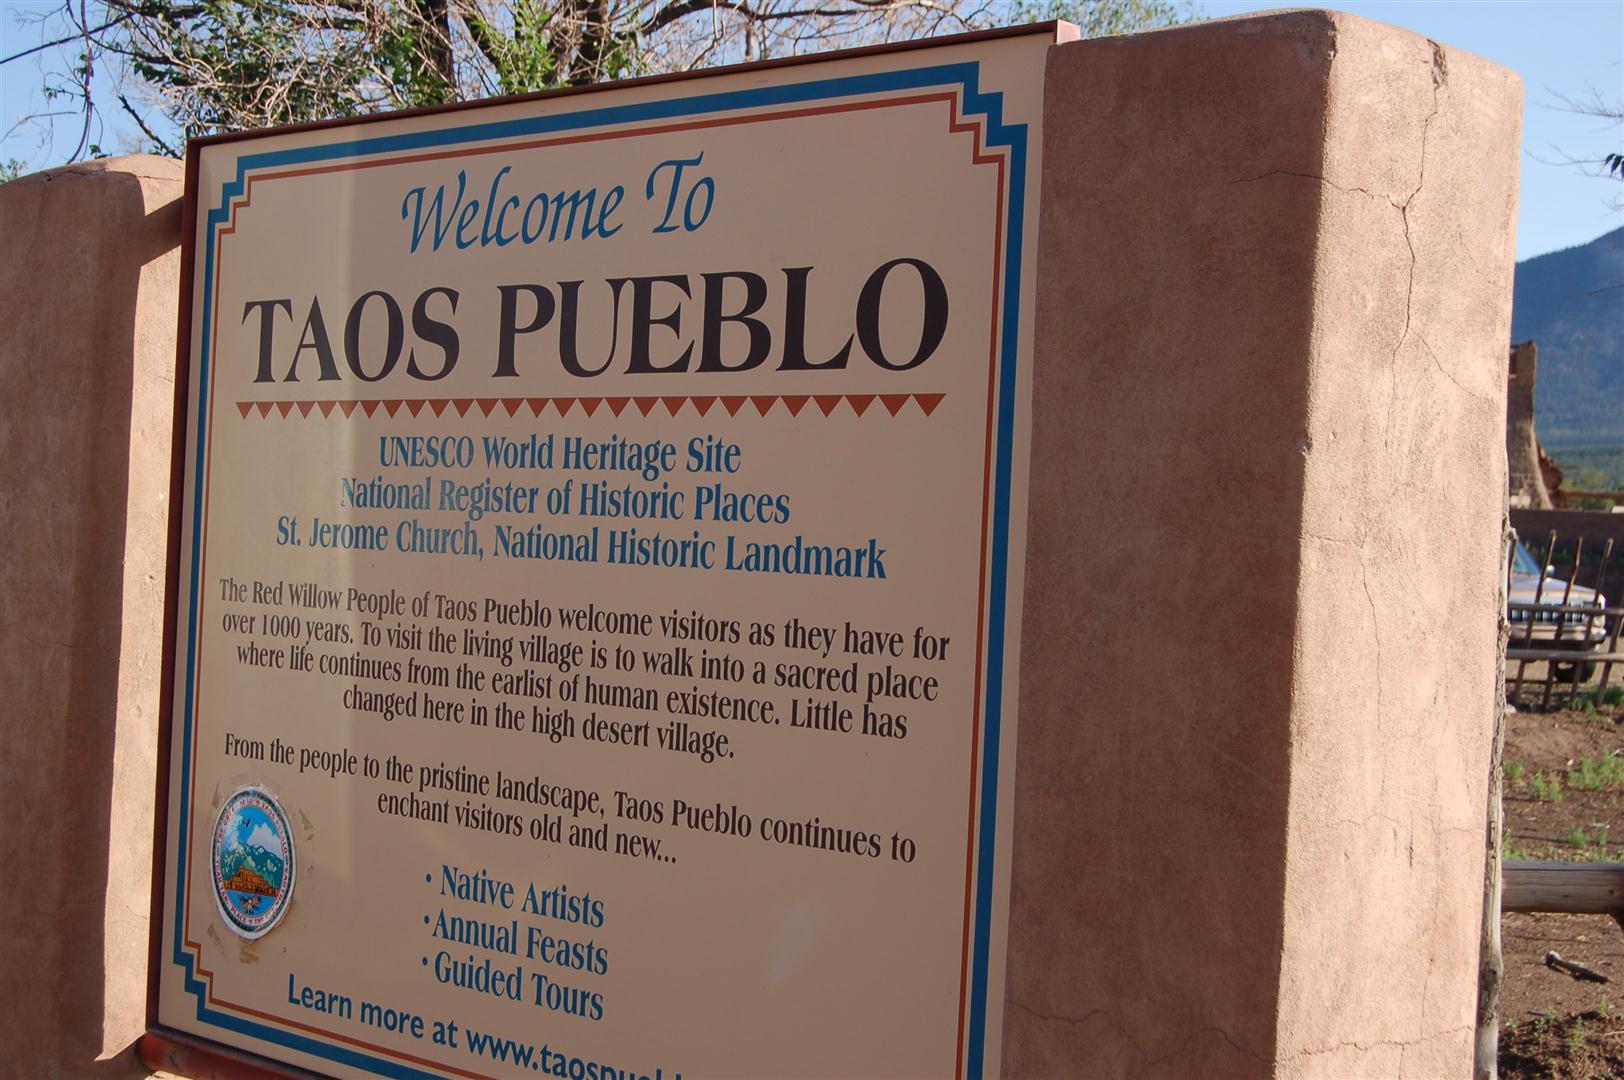 Welcome To
TAOS PUEBLO
UNESCO World Heritage Site
National Register of Historic Places
St. Jerome Church, National Historic Landmark
The Red Willow People of Taos Pueblo welcome visitors as they have for
over 1000 years. To visit the living village is to walk into a sacred place
where life continues from the earlist of human existence. Little has
changed here in the high desert village.
From the people to the pristine landscape, Taos Pueblo continues to
enchant visitors old and new...
• Native Artists
• Annual Feasts
• Guided Tours
Learn more at www.taospuebl